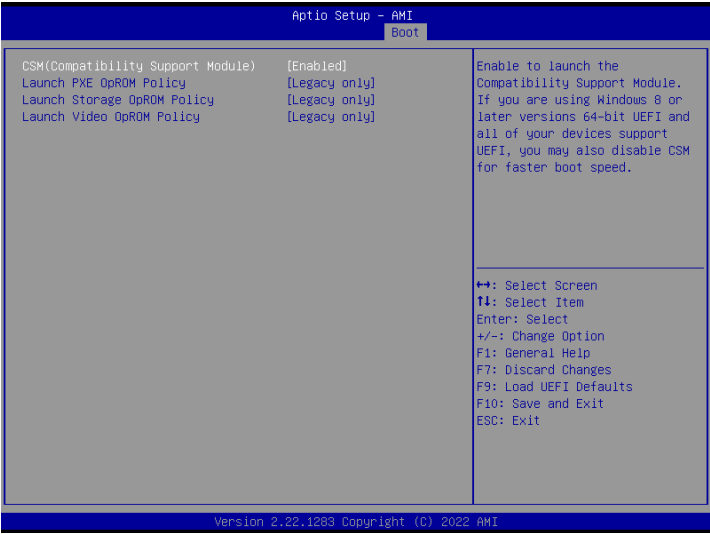 Aptio Setup – AMI
Boot
CSM(Compatibility Support Module) [Enabled]
Launch PXE OpROM Policy [Legacy only]
Launch Storage OpROM Policy [Legacy only]
Launch Video OpROM Policy [Legacy only]
Enable to launch the
Compatibility Support Module.
If you are using Windows 8 or
later versions 64-bit UEFI and
all of your devices support
UEFI, you may also disable CSM
for faster boot speed.
↔: Select Screen
↑↓: Select Item
Enter: Select
+/-: Change Option
F1: General Help
F7: Discard Changes
F9: Load UEFI Defaults
F10: Save and Exit
ESC: Exit
Version 2.22.1283 Copyright (C) 2022 AMI